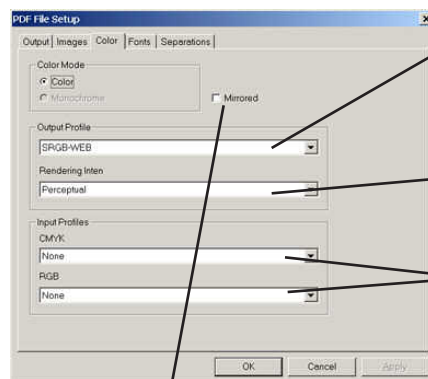 PDF File Setup
Output Images Color Fonts Separations
Color Mode
Color
Monochrome
Mirrored
Output Profile
SRGB-WEB
Rendering Inten
Perceptual
Input Profiles
CMYK
None
RGB
None
OK Cancel Apply